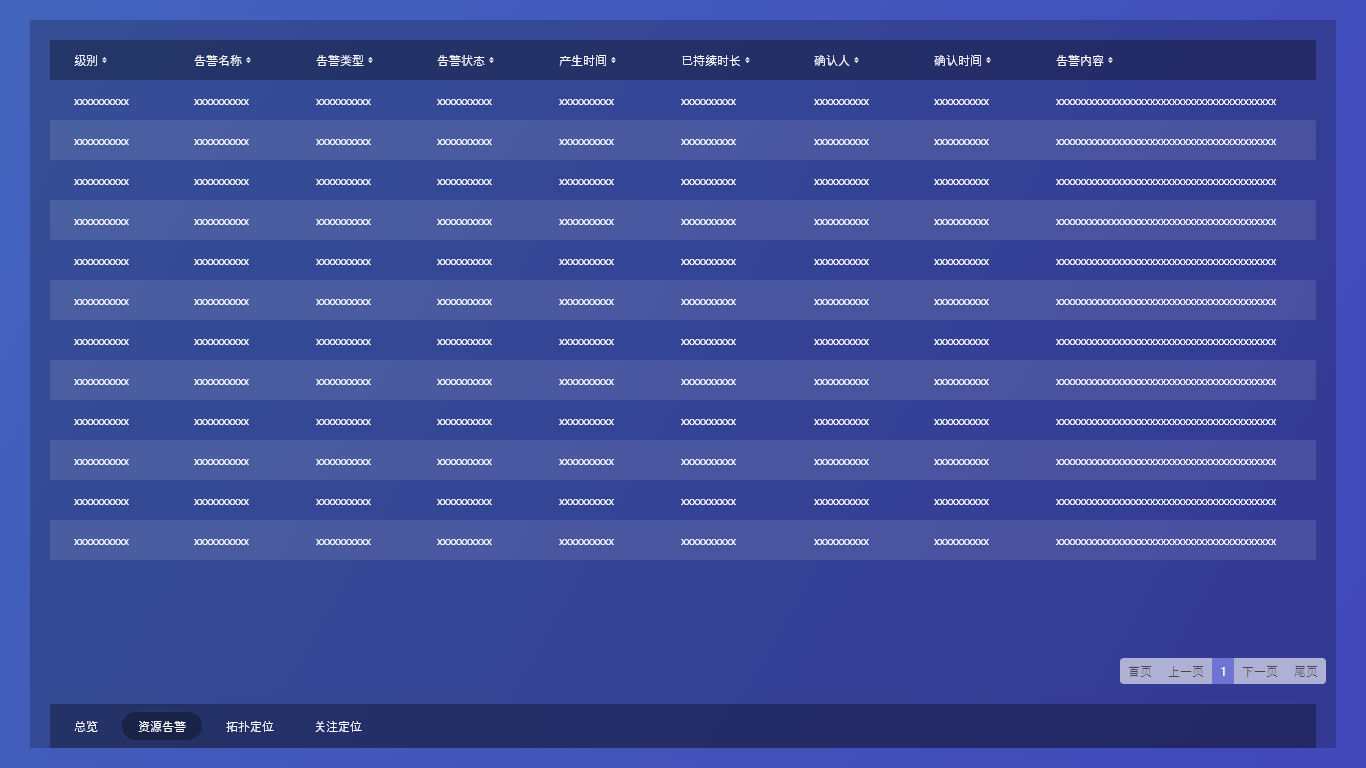 级别 告警名称 告警类型 告警状态 产生时间 已持续时长 确认人 确认时间 告警内容
xxxxxxxxxx xxxxxxxxxx xxxxxxxxxx xxxxxxxxxx xxxxxxxxxx xxxxxxxxxx xxxxxxxxxx xxxxxxxxxx xxxxxxxxxxxxxxxxxxxxxxxxxxxxxxxxxxxxxxxx
xxxxxxxxxx xxxxxxxxxx xxxxxxxxxx xxxxxxxxxx xxxxxxxxxx xxxxxxxxxx xxxxxxxxxx xxxxxxxxxx xxxxxxxxxxxxxxxxxxxxxxxxxxxxxxxxxxxxxxxx
xxxxxxxxxx xxxxxxxxxx xxxxxxxxxx xxxxxxxxxx xxxxxxxxxx xxxxxxxxxx xxxxxxxxxx xxxxxxxxxx xxxxxxxxxxxxxxxxxxxxxxxxxxxxxxxxxxxxxxxx
xxxxxxxxxx xxxxxxxxxx xxxxxxxxxx xxxxxxxxxx xxxxxxxxxx xxxxxxxxxx xxxxxxxxxx xxxxxxxxxx xxxxxxxxxxxxxxxxxxxxxxxxxxxxxxxxxxxxxxxx
xxxxxxxxxx xxxxxxxxxx xxxxxxxxxx xxxxxxxxxx xxxxxxxxxx xxxxxxxxxx xxxxxxxxxx xxxxxxxxxx xxxxxxxxxxxxxxxxxxxxxxxxxxxxxxxxxxxxxxxx
xxxxxxxxxx xxxxxxxxxx xxxxxxxxxx xxxxxxxxxx xxxxxxxxxx xxxxxxxxxx xxxxxxxxxx xxxxxxxxxx xxxxxxxxxxxxxxxxxxxxxxxxxxxxxxxxxxxxxxxx
xxxxxxxxxx xxxxxxxxxx xxxxxxxxxx xxxxxxxxxx xxxxxxxxxx xxxxxxxxxx xxxxxxxxxx xxxxxxxxxx xxxxxxxxxxxxxxxxxxxxxxxxxxxxxxxxxxxxxxxx
xxxxxxxxxx xxxxxxxxxx xxxxxxxxxx xxxxxxxxxx xxxxxxxxxx xxxxxxxxxx xxxxxxxxxx xxxxxxxxxx xxxxxxxxxxxxxxxxxxxxxxxxxxxxxxxxxxxxxxxx
xxxxxxxxxx xxxxxxxxxx xxxxxxxxxx xxxxxxxxxx xxxxxxxxxx xxxxxxxxxx xxxxxxxxxx xxxxxxxxxx xxxxxxxxxxxxxxxxxxxxxxxxxxxxxxxxxxxxxxxx
xxxxxxxxxx xxxxxxxxxx xxxxxxxxxx xxxxxxxxxx xxxxxxxxxx xxxxxxxxxx xxxxxxxxxx xxxxxxxxxx xxxxxxxxxxxxxxxxxxxxxxxxxxxxxxxxxxxxxxxx
xxxxxxxxxx xxxxxxxxxx xxxxxxxxxx xxxxxxxxxx xxxxxxxxxx xxxxxxxxxx xxxxxxxxxx xxxxxxxxxx xxxxxxxxxxxxxxxxxxxxxxxxxxxxxxxxxxxxxxxx
xxxxxxxxxx xxxxxxxxxx xxxxxxxxxx xxxxxxxxxx xxxxxxxxxx xxxxxxxxxx xxxxxxxxxx xxxxxxxxxx xxxxxxxxxxxxxxxxxxxxxxxxxxxxxxxxxxxxxxxx
首页 上一页 1 下一页 尾页
总览 资源告警 拓扑定位 关注定位